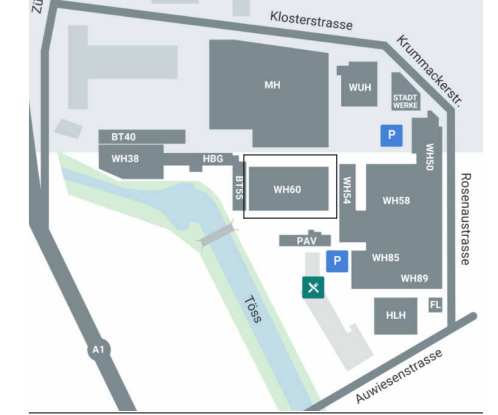 Zü
Klosterstrasse
Krummackerstr.
MH
WUH
STADT
WERKE
P
BT40
WH38
HBG
BT55
WH60
WH54
WH50
WH58
Rosenaustrasse
PAV
P
WH85
WH89
HLH
FL
Töss
A1
Auwiesenstrasse